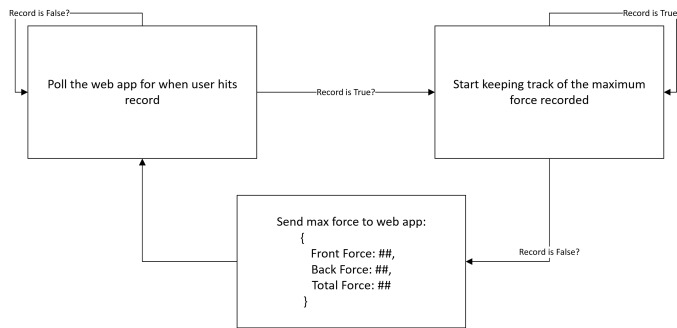 Record is False?
Record is True
Poll the web app for when user hits
record
Record is True?
Start keeping track of the maximum
force recorded
Send max force to web app:
{
Front Force: ##,
Back Force: ##,
Total Force: ##
}
Record is False?